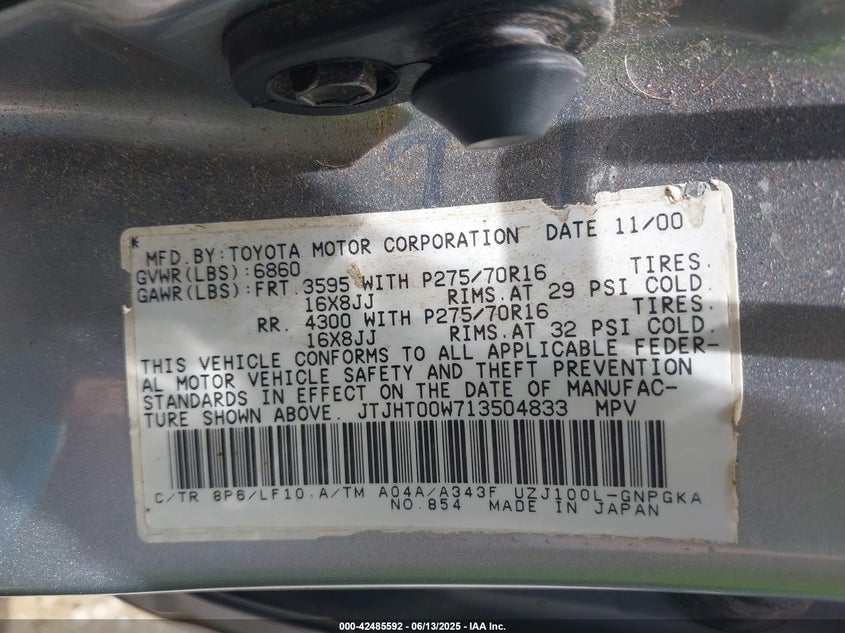 * MFD. BY: TOYOTA MOTOR CORPORATION DATE 11/00
GVWR(LBS):6860
GAWR(LBS):FRT. 3595 WITH P275/70R16 TIRES.
16X8JJ RIMS. AT 29 PSI COLD.
RR. 4300 WITH P275/70R16 TIRES.
16X8JJ RIMS. AT 32 PSI COLD.
THIS VEHICLE CONFORMS TO ALL APPLICABLE FEDER-
AL MOTOR VEHICLE SAFETY AND THEFT PREVENTION
STANDARDS IN EFFECT ON THE DATE OF MANUFAC-
TURE SHOWN ABOVE. JTJHT00W713504833 MPV
C/TR 8P6/LF10. A/TM A04A/A343F UZJ100L-GNPGKA
NO. 854 MADE IN JAPAN
000-42485592 - 06/13/2025 - IAA Inc.